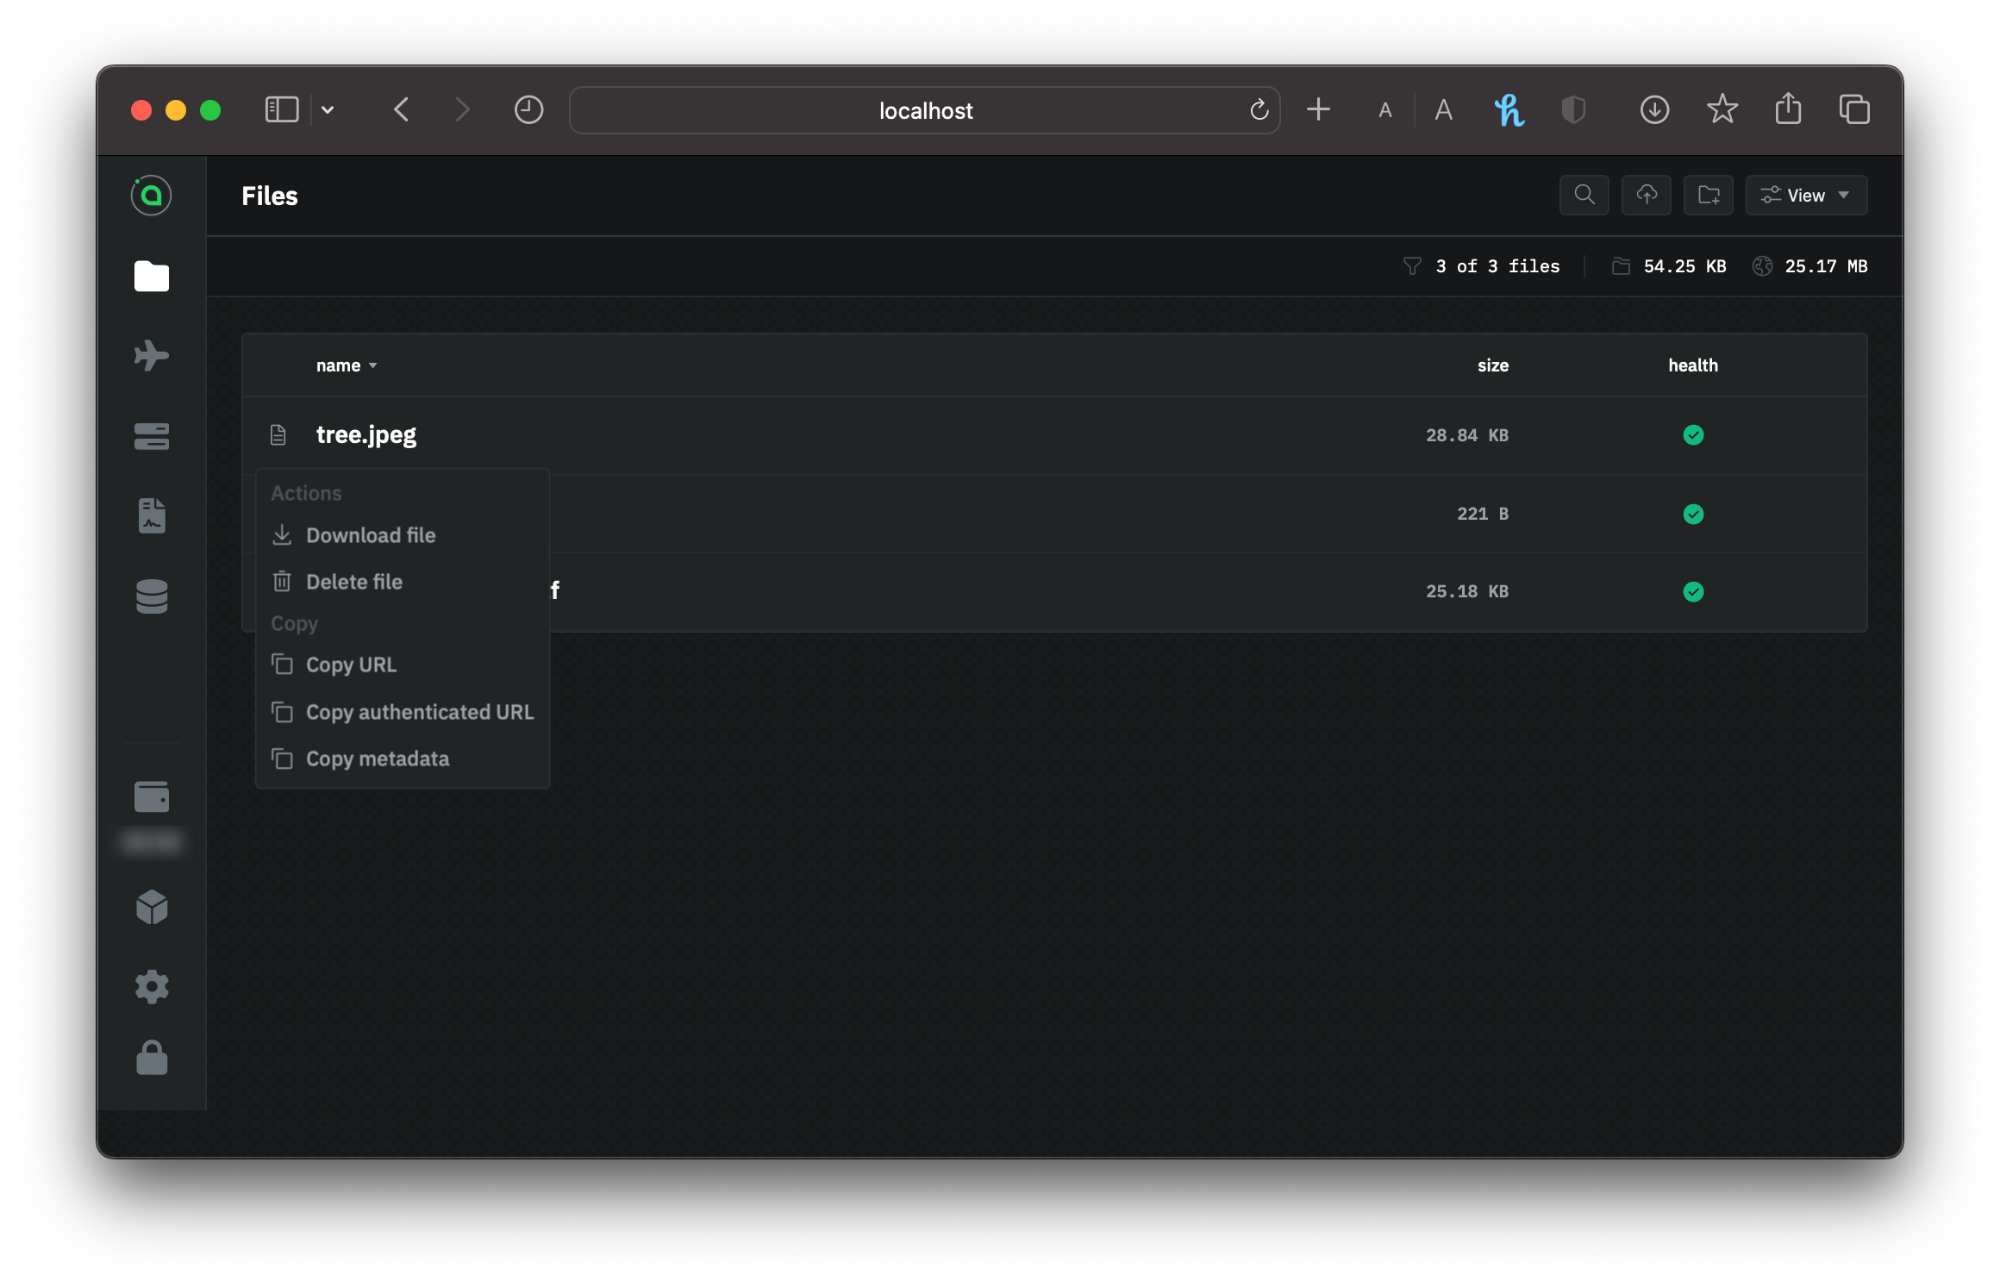 localhost
A A
Files
View
3 of 3 files 54.25 KB 25.17 MB
name size health
tree.jpeg 28.84 KB
221 B
25.18 KB
Actions
Download file
Delete file
Copy
Copy URL
Copy authenticated URL
Copy metadata